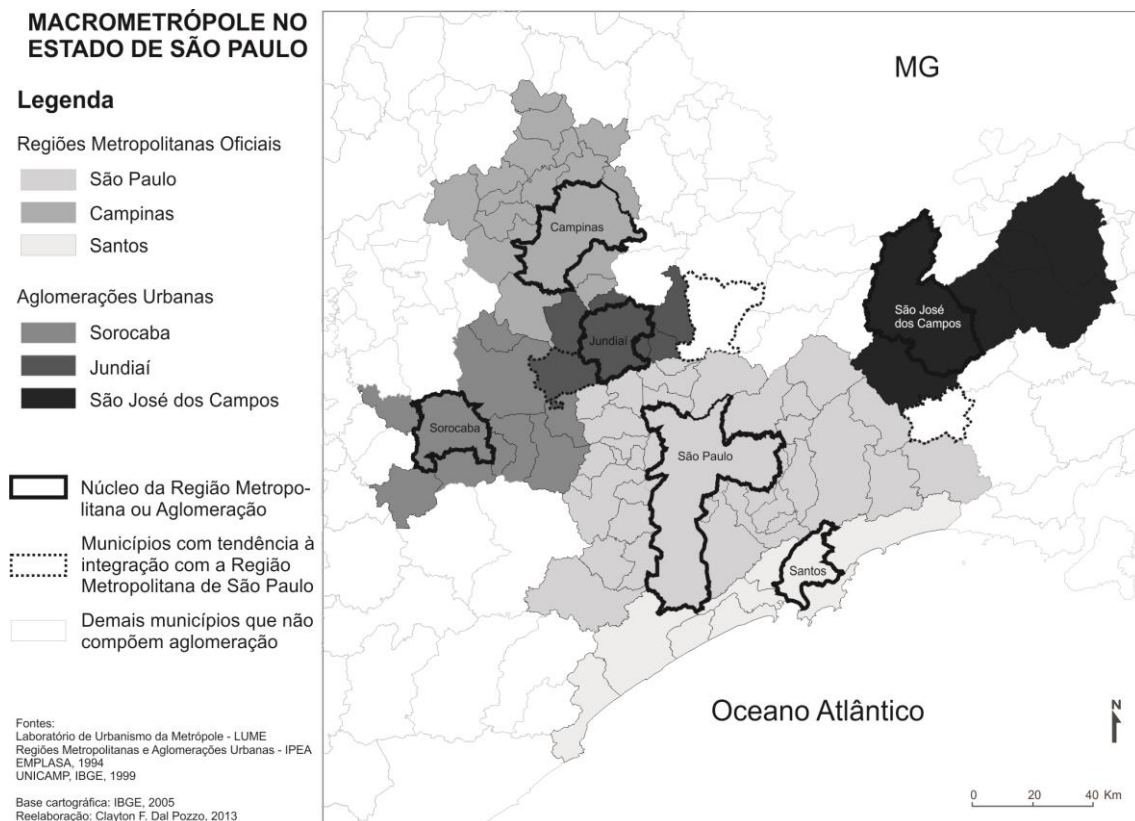 MACROMETRÓPOLE NO
ESTADO DE SÃO PAULO
Legenda
Regiões Metropolitanas Oficiais
São Paulo
Campinas
Santos
Aglomerações Urbanas
Sorocaba
Jundiaí
São José dos Campos
Núcleo da Região Metropo-
litana ou Aglomeração
Municípios com tendência à
integração com a Região
Metropolitana de São Paulo
Demais municípios que não
compõem aglomeração
Fontes:
Laboratório de Urbanismo da Metrópole - LUME
Regiões Metropolitanas e Aglomerações Urbanas - IPEA
EMPLASA, 1994
UNICAMP, IBGE, 1999
Base cartográfica: IBGE, 2005
Reelaboração: Clayton F. Dal Pozzo, 2013
MG
Campinas
São José
dos Campos
Jundiaí
Sorocaba
São Paulo
Santos
Oceano Atlântico
N
0 20 40 Km